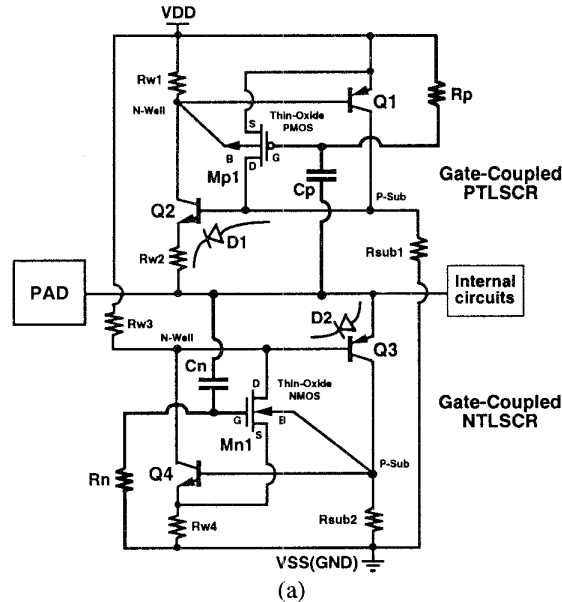 VDD
Rw1
N-Well
Q1
Rp
S
Thin-Oxide
PMOS
B
G
D
Mp1
Cp
Gate-Coupled
PTLSCR
P-Sub
Q2
D1
Rw2
Rsub1
PAD
Internal
circuits
Rw3
D2
N-Well
Q3
Cn
D
Thin-Oxide
NMOS
G
B
S
Mn1
Gate-Coupled
NTLSCR
Rn
Q4
P-Sub
Rw4
Rsub2
VSS(GND)
(a)